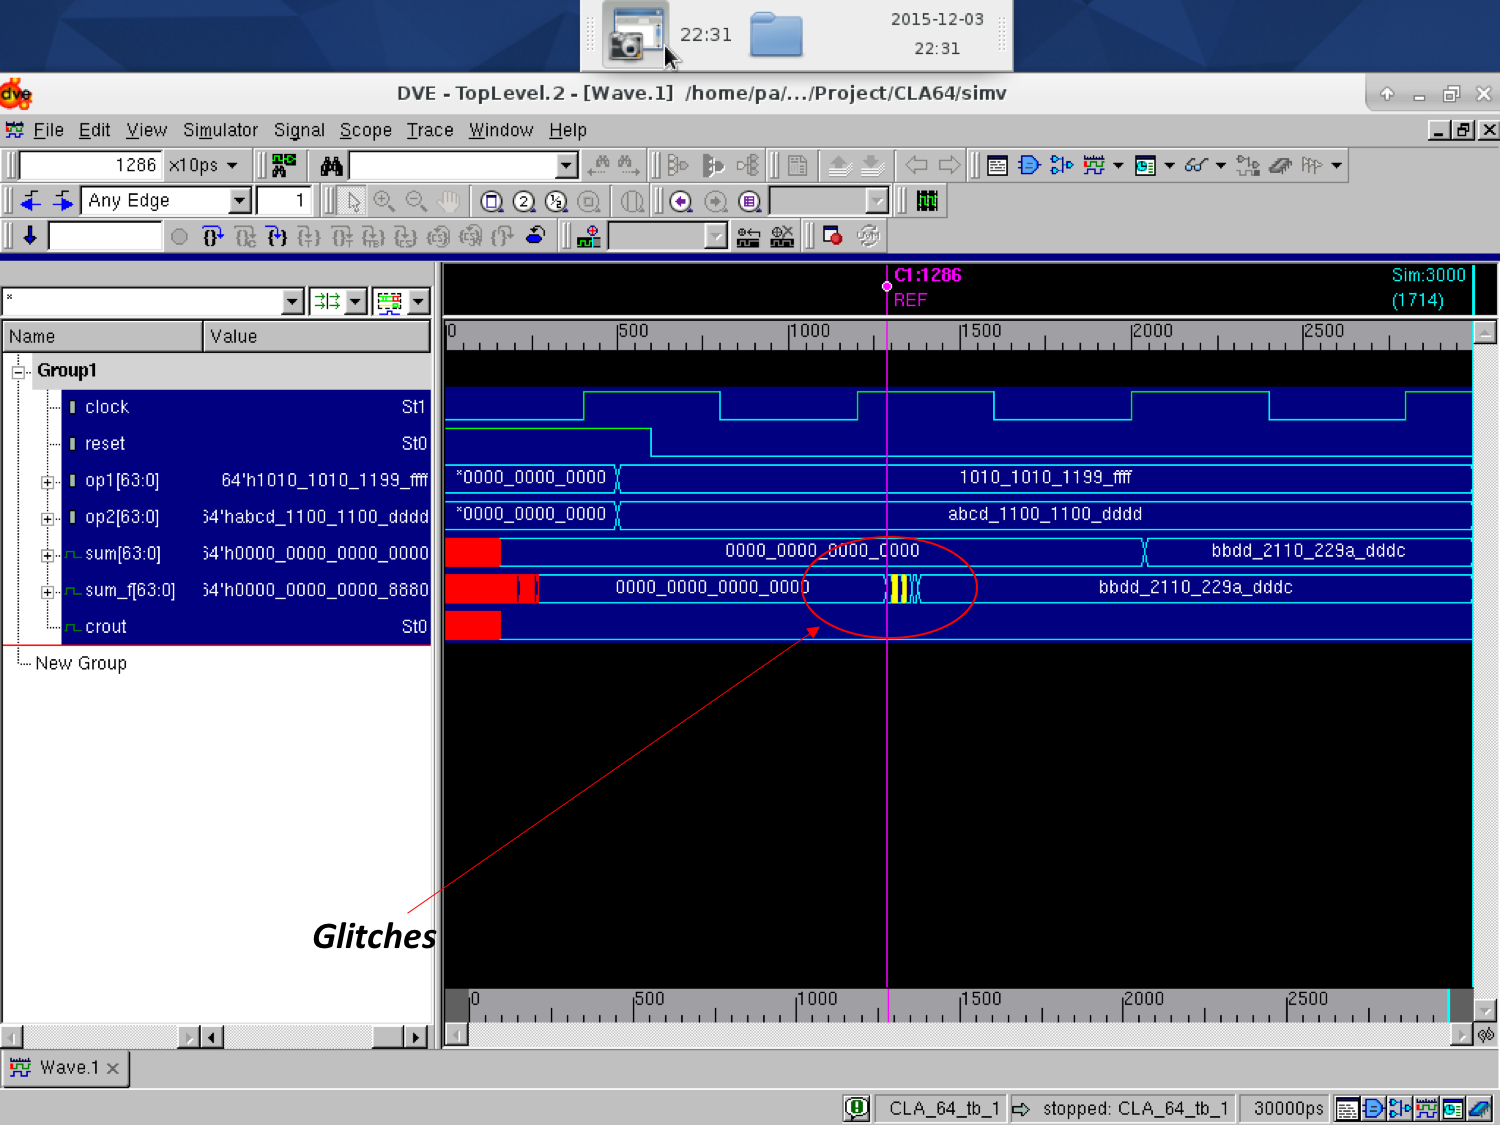 22:31
2015-12-03
22:31
dve
DVE - TopLevel.2 - [Wave.1] /home/pa/.../Project/CLA64/simv
File Edit View Simulator Signal Scope Trace Window Help
1286 x10ps
Any Edge 1
C1:1286
REF
Sim:3000
(1714)
*
Name Value
0 500 1000 1500 2000 2500
Group1
clock St1
reset St0
op1[63:0] 64'h1010_1010_1199_ffff *0000_0000_0000 1010_1010_1199_ffff
op2[63:0] 64'habcd_1100_1100_dddd *0000_0000_0000 abcd_1100_1100_dddd
sum[63:0] 64'h0000_0000_0000_0000 0000_0000_0000_0000 bbdd_2110_229a_dddc
sum_f[63:0] 64'h0000_0000_0000_8880 0000_0000_0000_0000 bbdd_2110_229a_dddc
crout St0
New Group
Glitches
0 500 1000 1500 2000 2500
Wave.1
CLA_64_tb_1 stopped: CLA_64_tb_1 30000ps